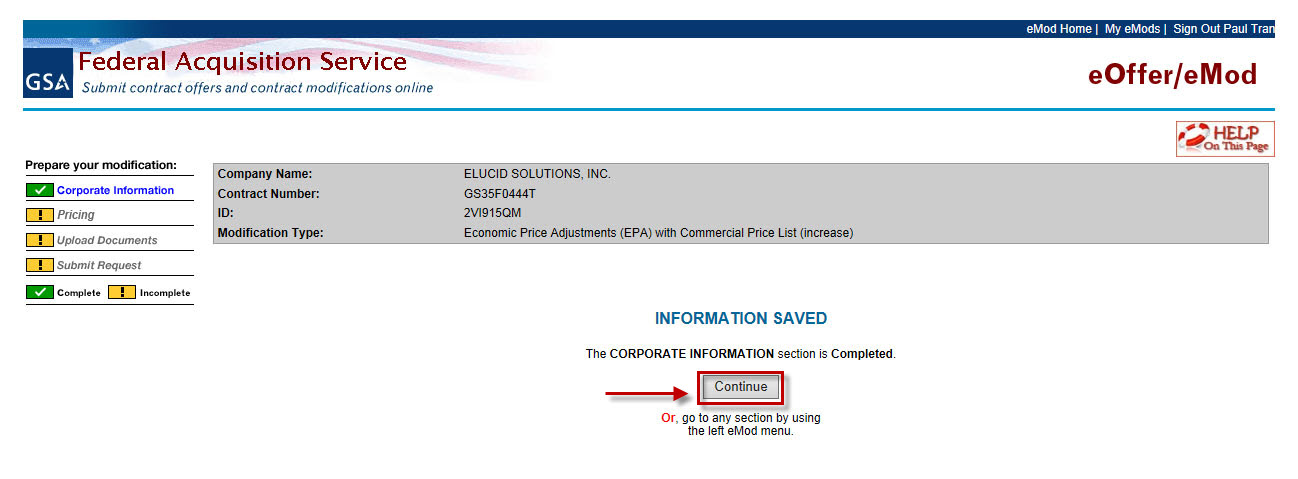 eMod Home | My eMods | Sign Out Paul Tran
GSA
Federal Acquisition Service
Submit contract offers and contract modifications online
eOffer/eMod
HELP
On This Page
Prepare your modification:
Corporate Information
! Pricing
! Upload Documents
! Submit Request
Complete ! Incomplete
Company Name: ELUCID SOLUTIONS, INC.
Contract Number: GS35F0444T
ID: 2VI915QM
Modification Type: Economic Price Adjustments (EPA) with Commercial Price List (increase)
INFORMATION SAVED
The CORPORATE INFORMATION section is Completed.
Continue
Or, go to any section by using
the left eMod menu.